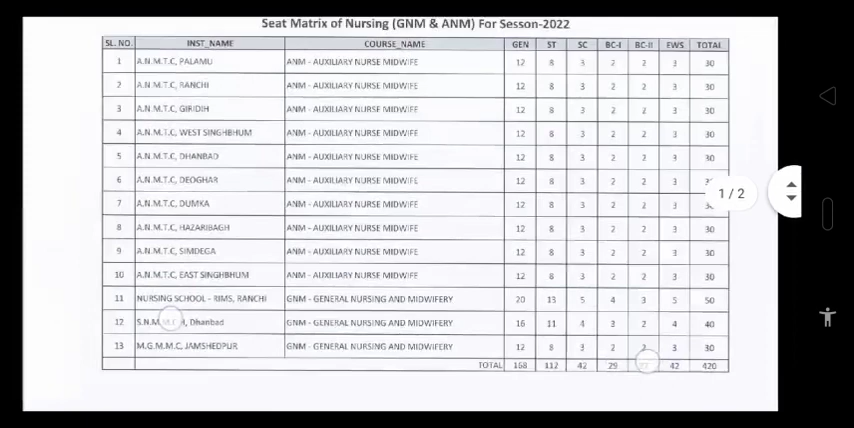 Seat Matrix of Nursing (GNM & ANM) For Sesson-2022
SL. NO. INST_NAME COURSE_NAME GEN ST SC BC-I BC-II EWS TOTAL
1 A.N.M.T.C, PALAMU ANM - AUXILIARY NURSE MIDWIFE 12 8 3 2 2 3 30
2 A.N.M.T.C, RANCHI ANM - AUXILIARY NURSE MIDWIFE 12 8 3 2 2 3 30
3 A.N.M.T.C, GIRIDIH ANM - AUXILIARY NURSE MIDWIFE 12 8 3 2 2 3 30
4 A.N.M.T.C, WEST SINGHBHUM ANM - AUXILIARY NURSE MIDWIFE 12 8 3 2 2 3 30
5 A.N.M.T.C, DHANBAD ANM - AUXILIARY NURSE MIDWIFE 12 8 3 2 2 3 30
6 A.N.M.T.C, DEOGHAR ANM - AUXILIARY NURSE MIDWIFE 12 8 3 2 2 3
1 / 2
7 A.N.M.T.C, DUMKA ANM - AUXILIARY NURSE MIDWIFE 12 8 3 2 2 3
8 A.N.M.T.C, HAZARIBAGH ANM - AUXILIARY NURSE MIDWIFE 12 8 3 2 2 3 30
9 A.N.M.T.C, SIMDEGA ANM - AUXILIARY NURSE MIDWIFE 12 8 3 2 2 3 30
10 A.N.M.T.C, EAST SINGHBHUM ANM - AUXILIARY NURSE MIDWIFE 12 8 3 2 2 3 30
11 NURSING SCHOOL - RIMS, RANCHI GNM - GENERAL NURSING AND MIDWIFERY 20 13 5 4 3 5 50
12 Dhanbad GNM - GENERAL NURSING AND MIDWIFERY 16 11 4 3 2 4 40
13 M.G.M.M.C, JAMSHEDPUR GNM - GENERAL NURSING AND MIDWIFERY 12 8 3 2 2 3 30
TOTAL 168 112 42 29 42 420